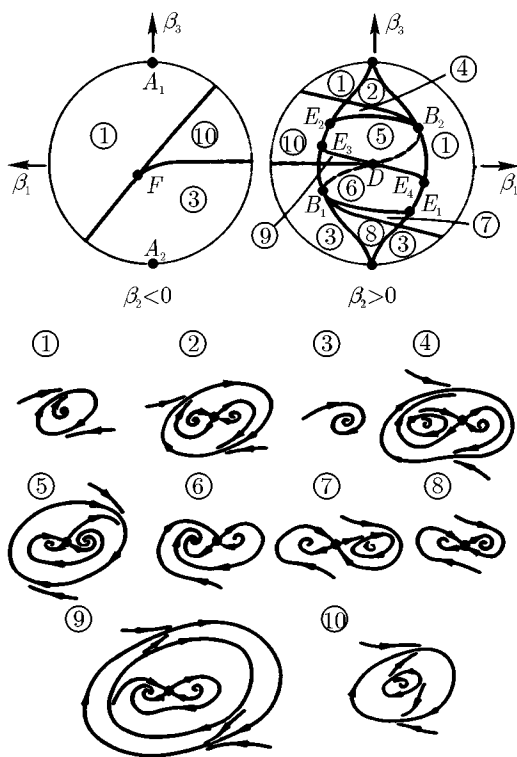 β₃ β₃
A₁ ① ② ④
① ⑩ E₂ B₂
⑩ E₃ ⑤ ①
β₁ F D β₁
③ ⑥ E₄
B₁ E₁
⑨ ⑦
A₂ ③ ⑧ ③
β₂<0 β₂>0
① ② ③ ④
⑤ ⑥ ⑦ ⑧
⑨ ⑩